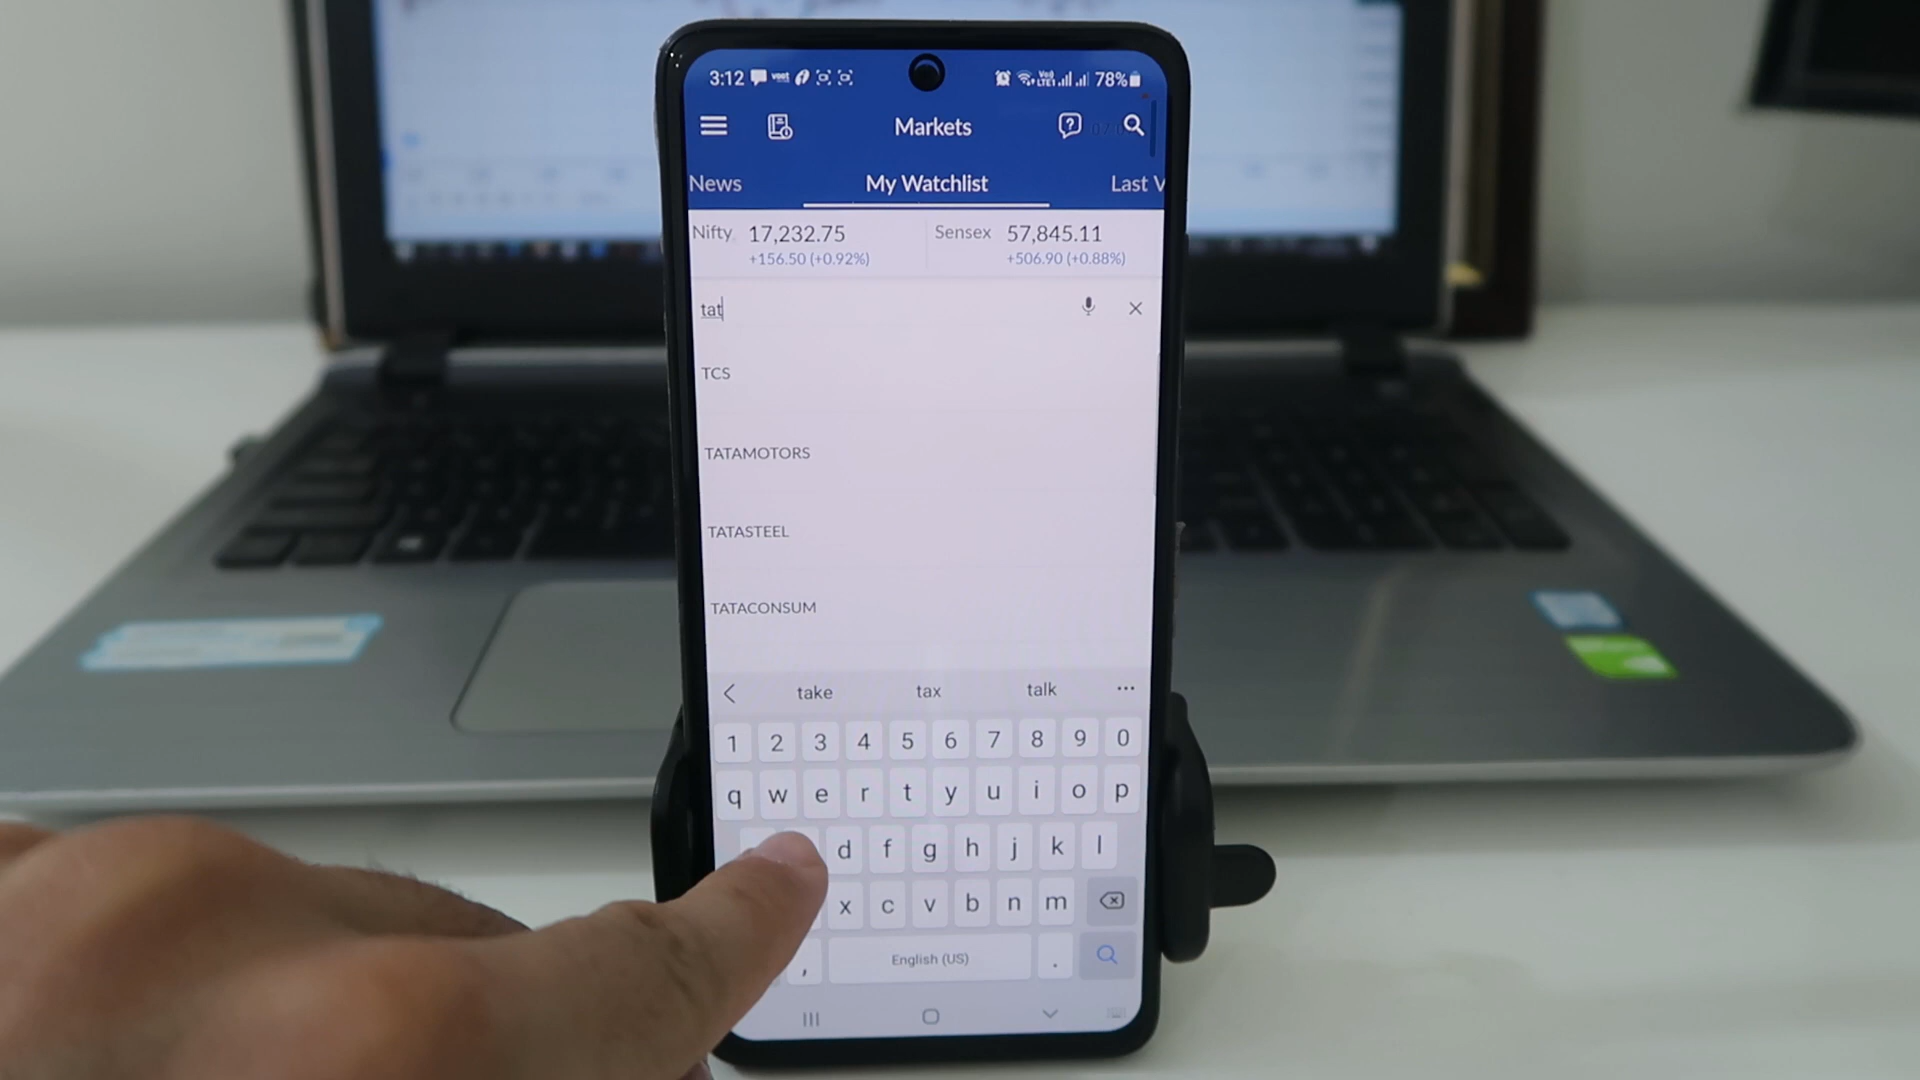 3:12 78%
Markets
News My Watchlist Last V
Nifty 17,232.75 Sensex 57,845.11
+156.50 (+0.92%) +506.90 (+0.88%)
tat
TCS
TATAMOTORS
TATASTEEL
TATACONSUM
take tax talk ...
1 2 3 4 5 6 7 8 9 0
q w e r t y u i o p
d f g h j k l
x c v b n m
, English (US) .